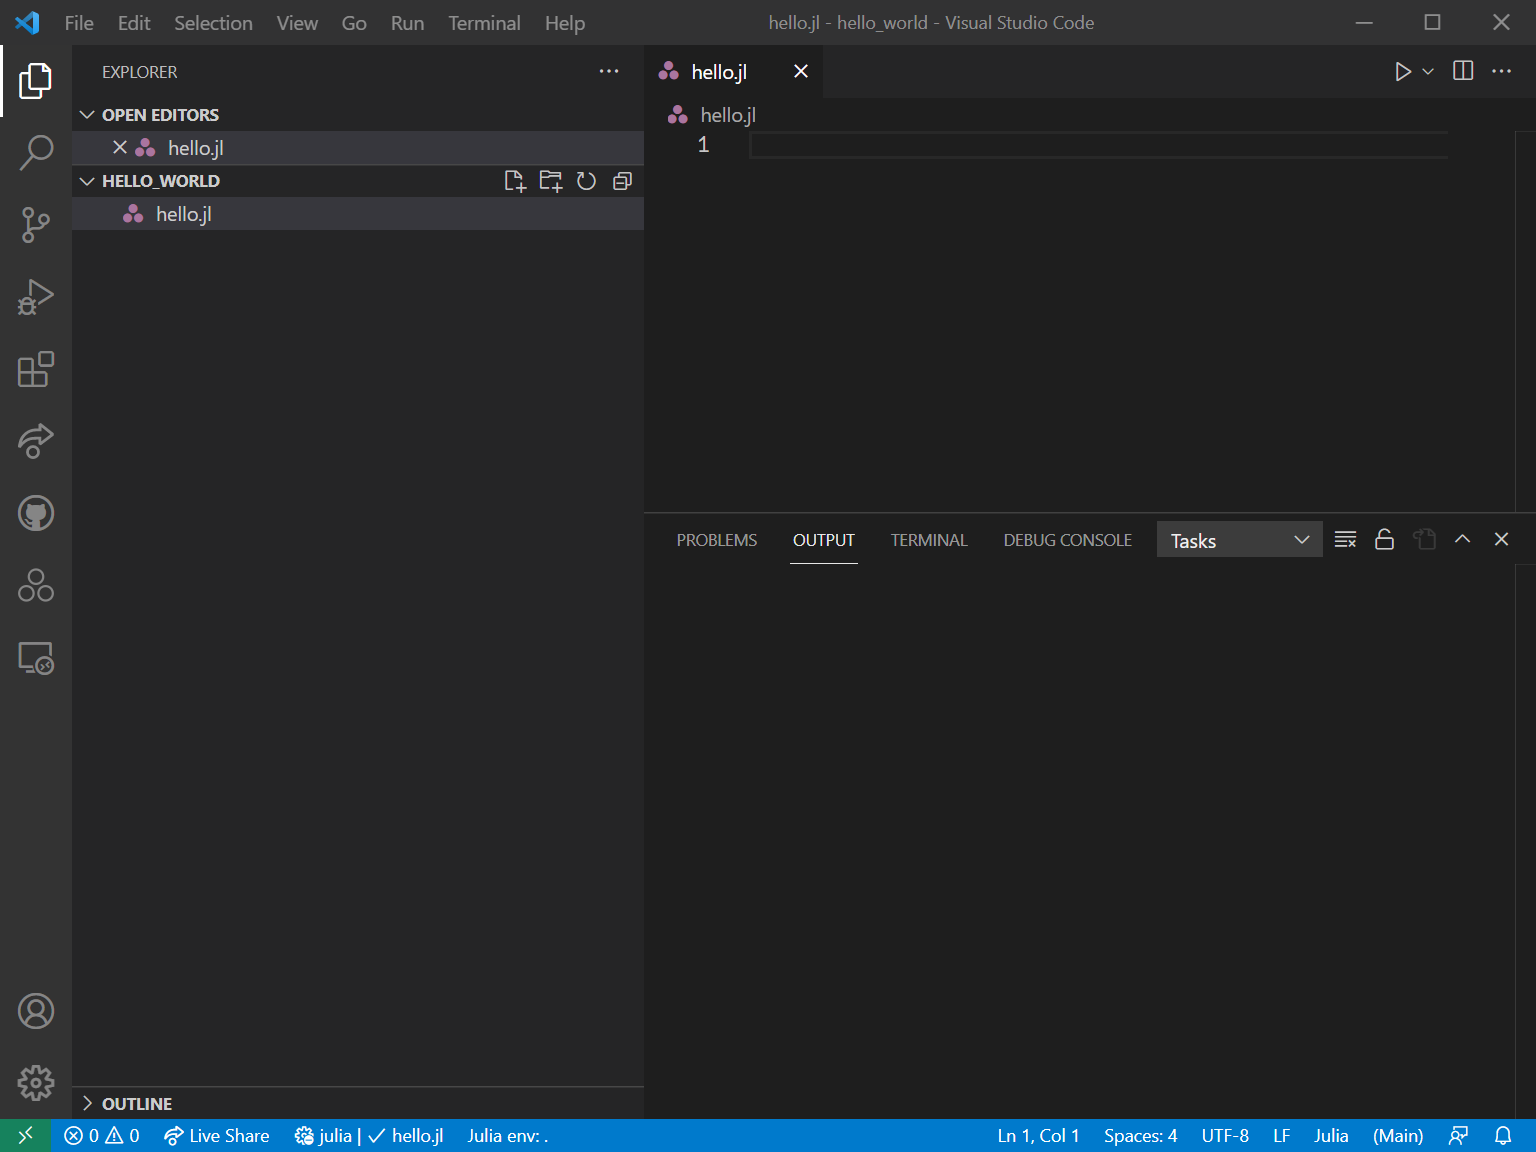 File Edit Selection View Go Run Terminal Help hello.jl - hello_world - Visual Studio Code
EXPLORER
OPEN EDITORS
hello.jl
HELLO_WORLD
hello.jl
OUTLINE
hello.jl
hello.jl
1
PROBLEMS OUTPUT TERMINAL DEBUG CONSOLE Tasks
0 0 Live Share julia | hello.jl Julia env: . Ln 1, Col 1 Spaces: 4 UTF-8 LF Julia (Main)